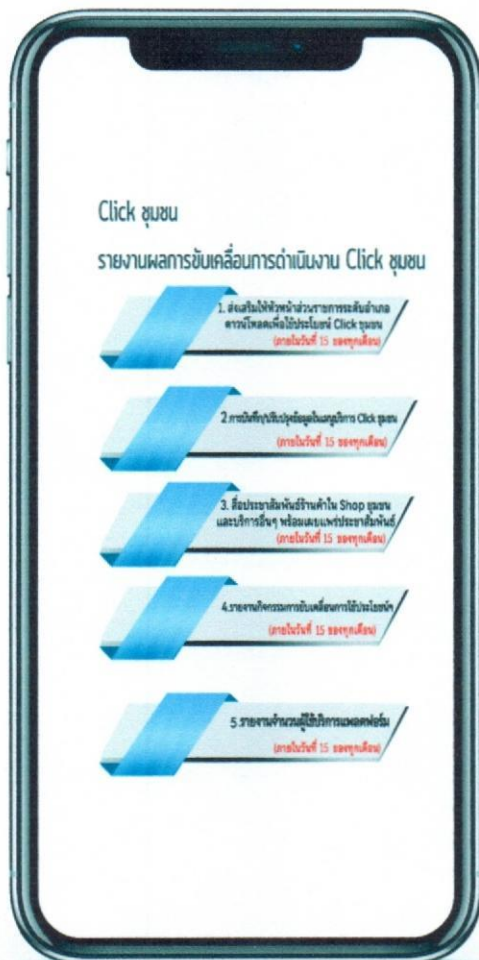 Click ชุมชน
รายงานผลการขับเคลื่อนการดำเนินงาน Click ชุมชน
1. ส่งเสริมให้หัวหน้าส่วนราชการระดับอำเภอ
ดาวน์โหลดเพื่อใช้ประโยชน์ Click ชุมชน
(ภายในวันที่ 15 ของทุกเดือน)
2.การบันทึก/ปรับปรุงข้อมูลในเมนูบริการ Click ชุมชน
(ภายในวันที่ 15 ของทุกเดือน)
3. สื่อประชาสัมพันธ์ร้านค้าใน Shop ชุมชน
และบริการอื่นๆ พร้อมเผยแพร่ประชาสัมพันธ์
(ภายในวันที่ 15 ของทุกเดือน)
4.รายงานกิจกรรมการขับเคลื่อนการใช้ประโยชน์ฯ
(ภายในวันที่ 15 ของทุกเดือน)
5.รายงานจำนวนผู้ใช้บริการแพลตฟอร์ม
(ภายในวันที่ 15 ของทุกเดือน)